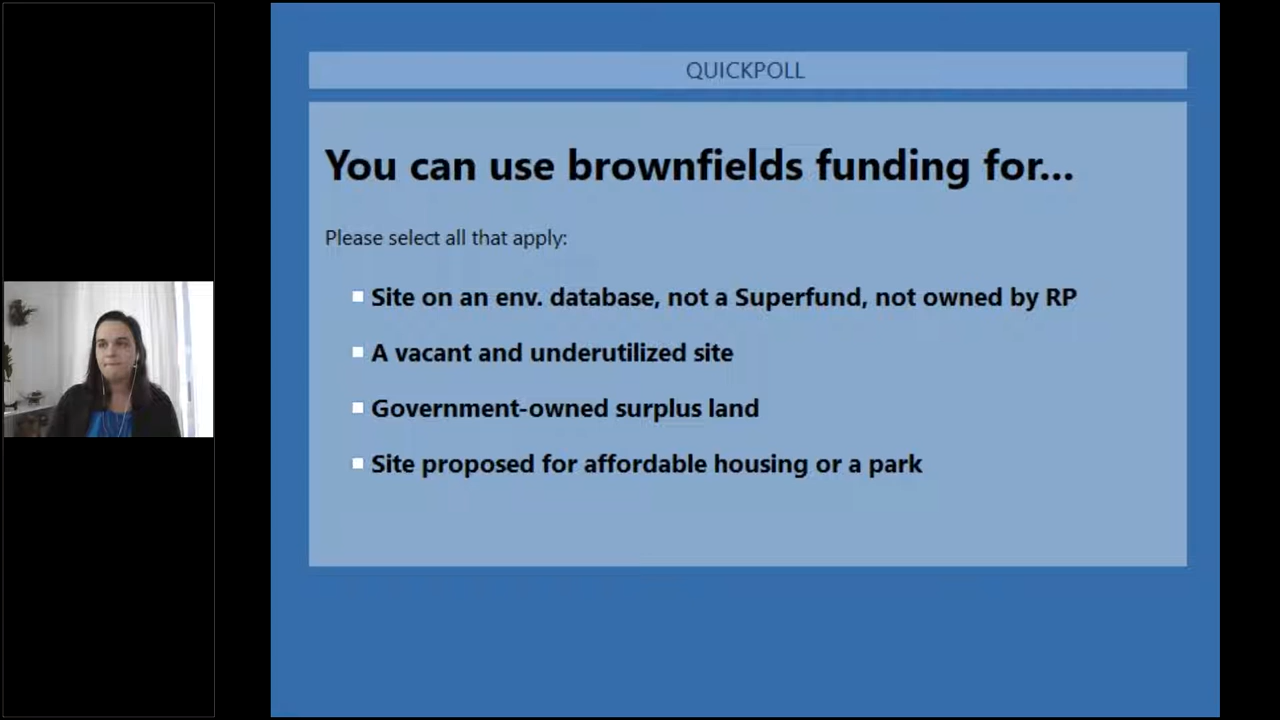 QUICKPOLL
You can use brownfields funding for...
Please select all that apply:
Site on an env. database, not a Superfund, not owned by RP
A vacant and underutilized site
Government-owned surplus land
Site proposed for affordable housing or a park